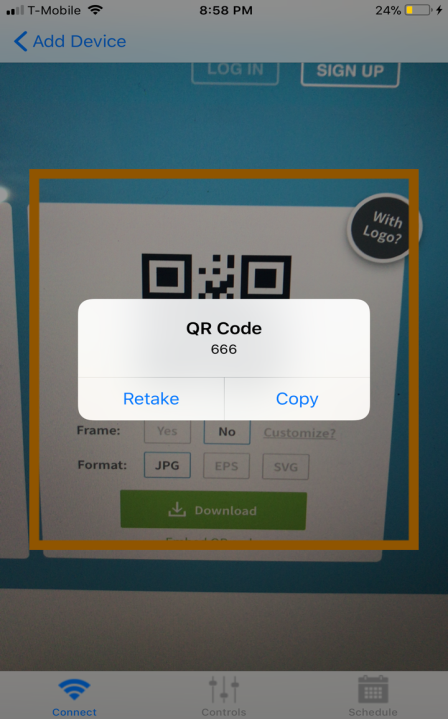 T-Mobile 8:58 PM 24%
Add Device
LOG IN SIGN UP
With
Logo?
QR Code
666
Retake Copy
Frame: Yes No Customize?
Format: JPG EPS SVG
Download
Connect Controls Schedule